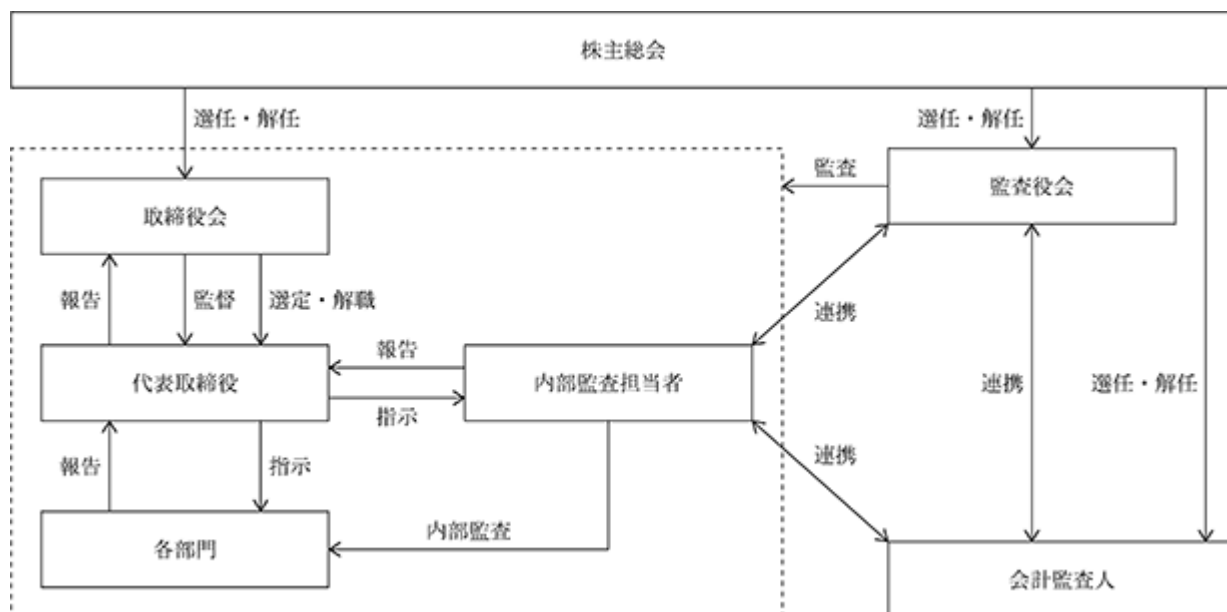 株主総会
選任・解任
選任・解任
監査
監査役会
取締役会
報告
監督
選定・解職
連携
代表取締役
報告
内部監査担当者
指示
連携
選任・解任
報告
指示
連携
内部監査
各部門
会計監査人